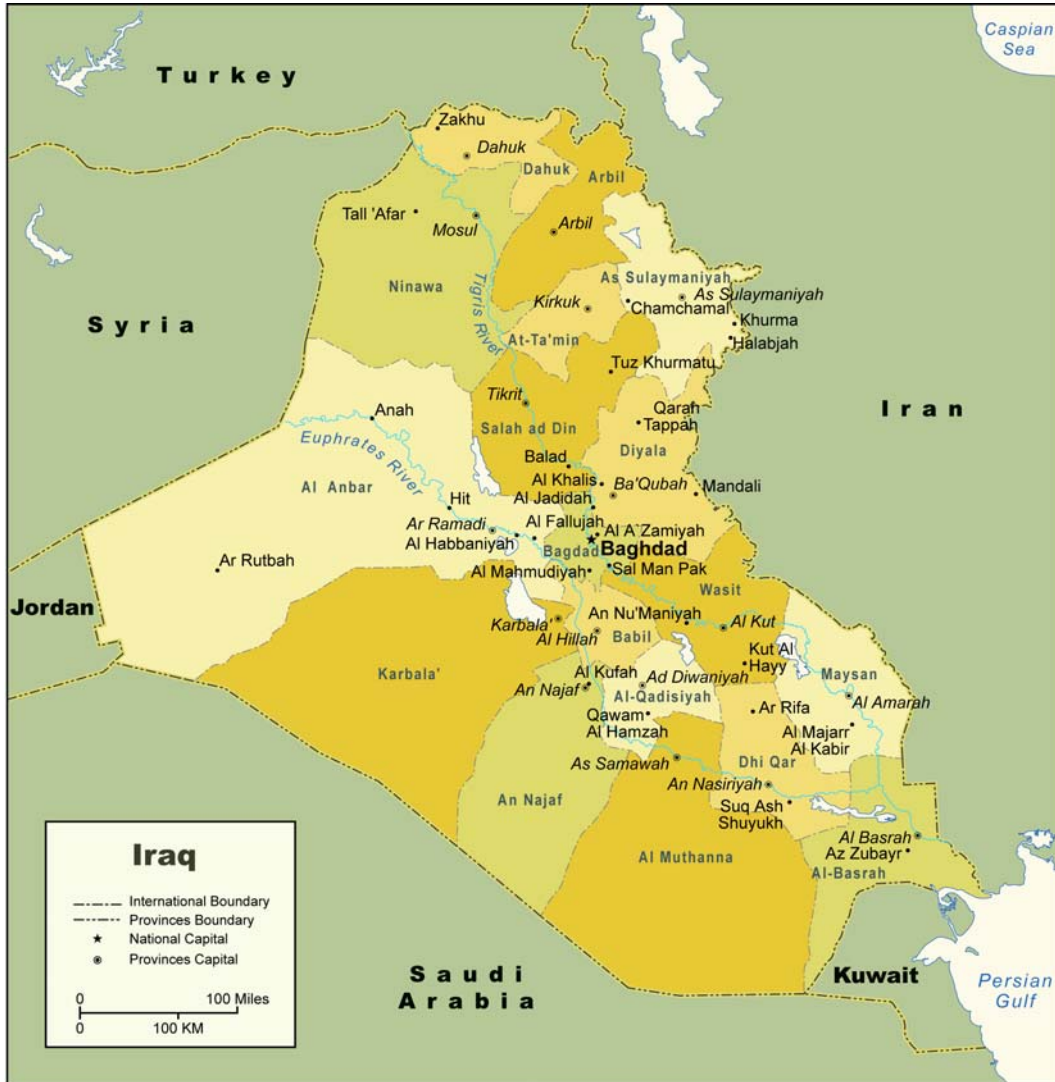 Caspian
Sea
Turkey
Zakhu
Dahuk
Dahuk
Arbil
Tall 'Afar
Mosul
Arbil
Ninawa
Tigris River
As Sulaymaniyah
As Sulaymaniyah
Kirkuk
Chamchamal
Syria
Khurma
At-Ta'min
Halabjah
Tuz Khurmatu
Tikrit
Iran
Anah
Qarah
Tappah
Salah ad Din
Euphrates River
Diyala
Balad
Al Anbar
Al Khalis
Ba'Qubah
Mandali
Hit
Al Jadidah
Ar Ramadi
Al Fallujah
Al A'Zamiyah
Al Habbaniyah
Bagdad
Baghdad
Ar Rutbah
Al Mahmudiyah
Sal Man Pak
Wasit
Jordan
An Nu'Maniyah
Karbala'
Al Kut
Al Hillah
Babil
Kut Al
Hayy
Karbala'
Al Kufah
Ad Diwaniyah
Maysan
An Najaf
Al-Qadisiyah
Al Amarah
Qawam
Al Hamzah
Ar Rifa
Al Majarr
Al Kabir
As Samawah
Dhi Qar
An Nasiriyah
An Najaf
Suq Ash
Shuyukh
Al Basrah
Al Muthanna
Az Zubayr
Al-Basrah
Iraq
International Boundary
Provinces Boundary
National Capital
Provinces Capital
0 100 Miles
0 100 KM
Saudi
Arabia
Kuwait
Persian
Gulf